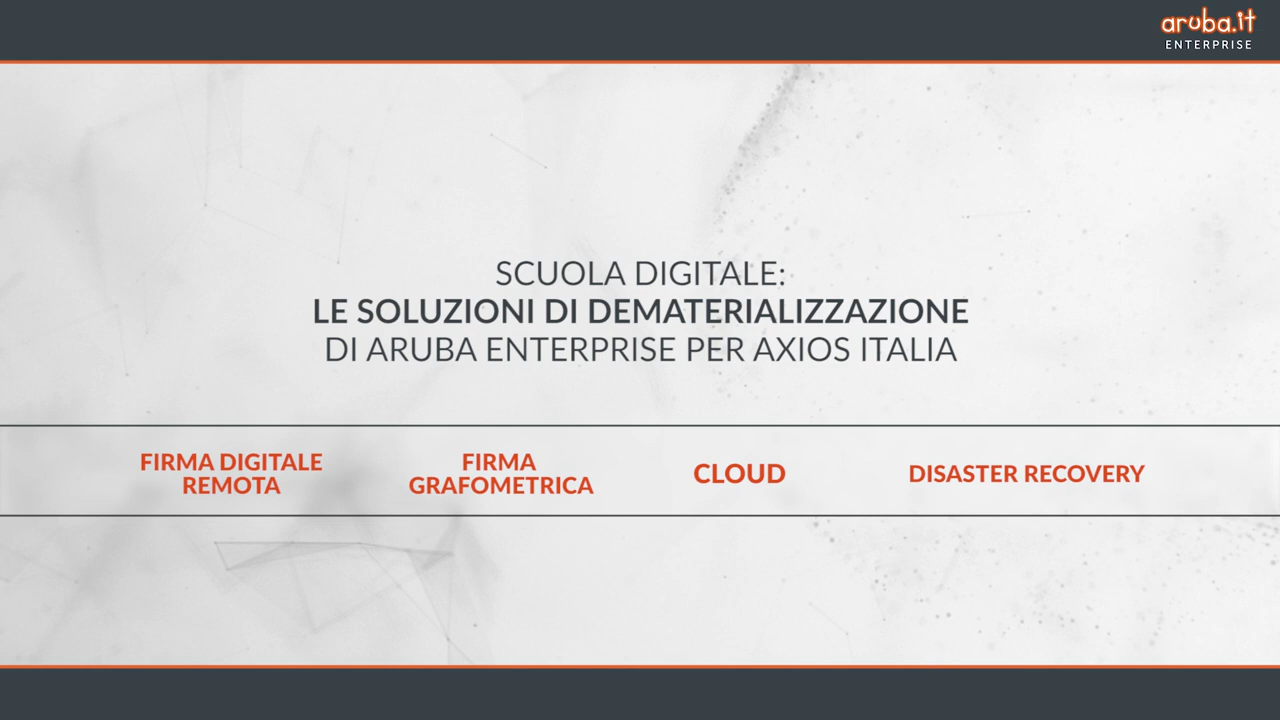 aruba.it
ENTERPRISE
SCUOLA DIGITALE:
LE SOLUZIONI DI DEMATERIALIZZAZIONE
DI ARUBA ENTERPRISE PER AXIOS ITALIA
FIRMA DIGITALE
REMOTA
FIRMA
GRAFOMETRICA
CLOUD
DISASTER RECOVERY